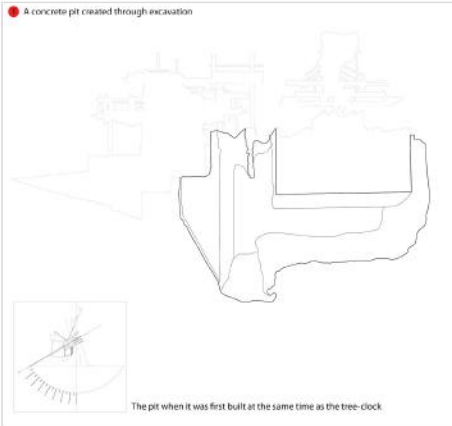 1 A concrete pit created through excavation
The pit when it was first built at the same time as the tree-clock